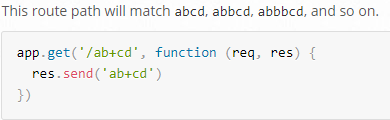 This route path will match abcd, abbcd, abbbcd, and so on.
app.get('/ab+cd', function (req, res) {
  res.send('ab+cd')
})